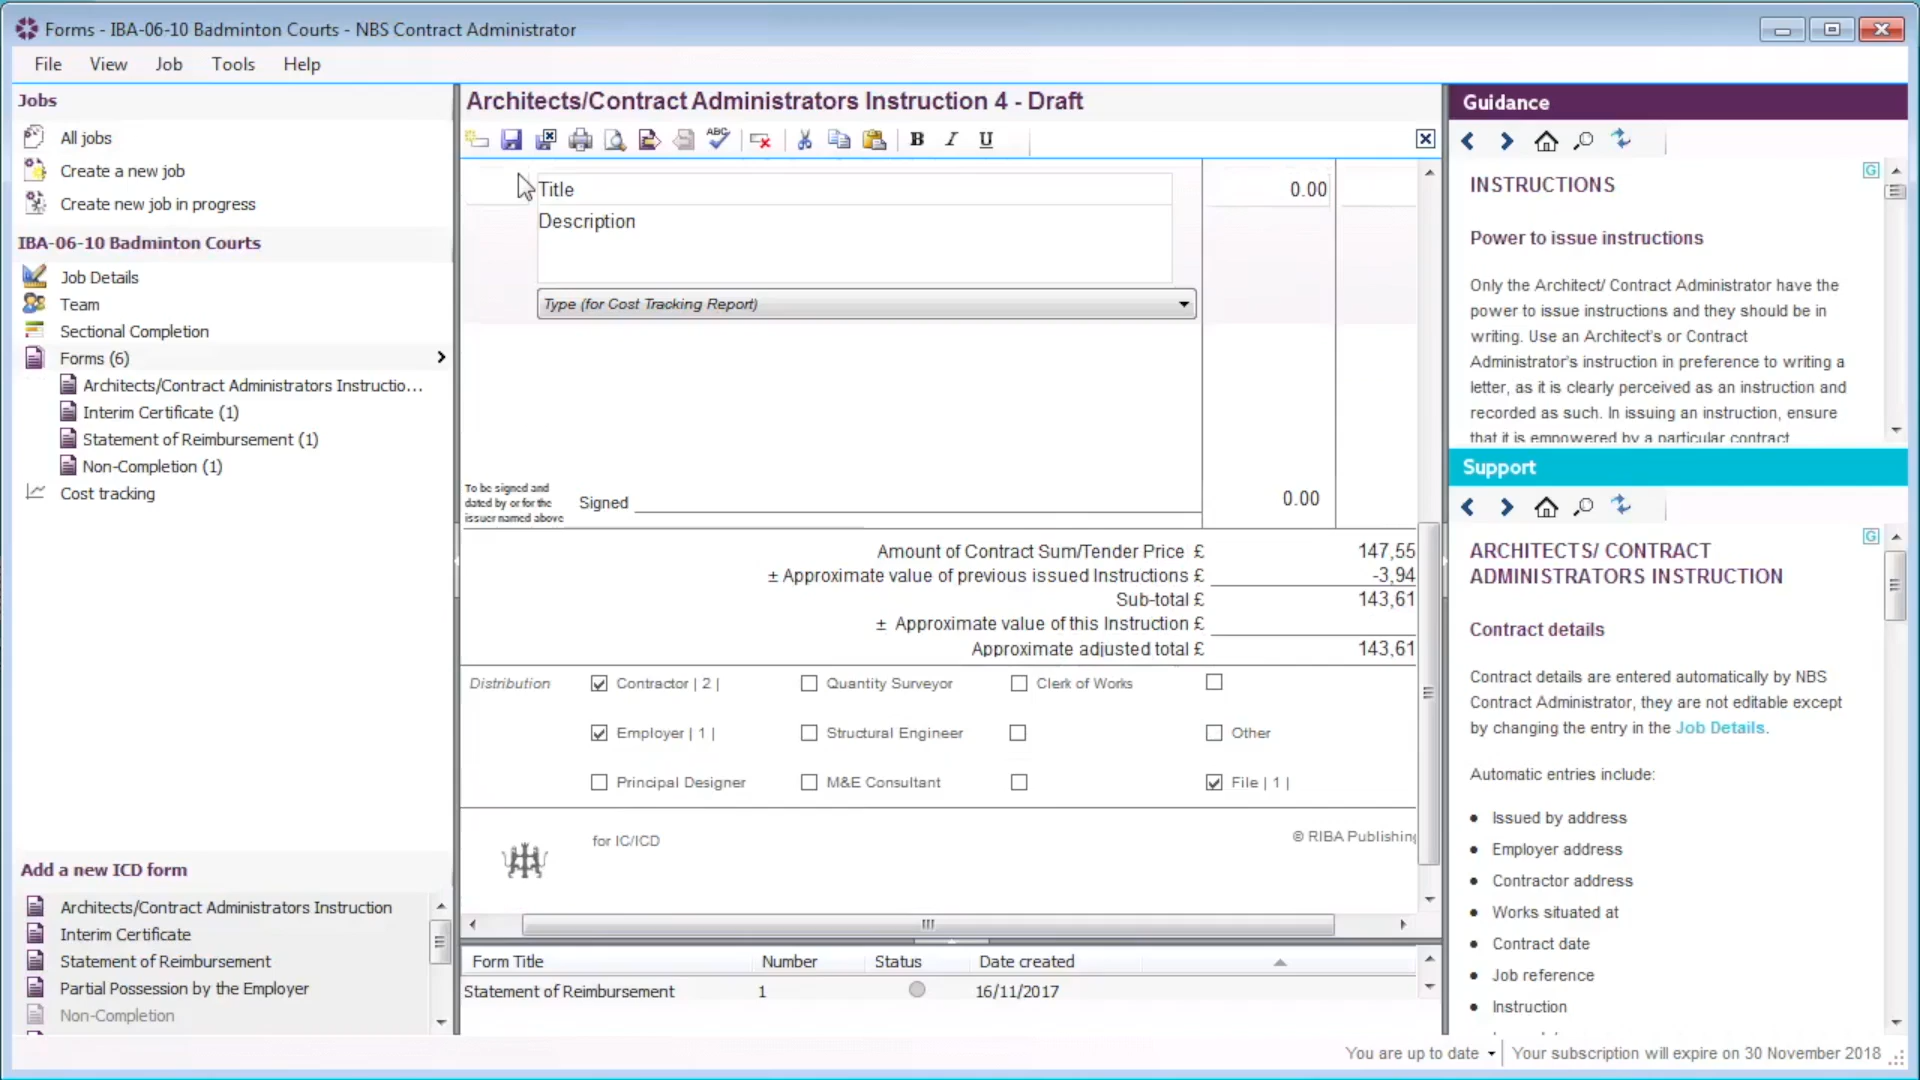 Forms - IBA-06-10 Badminton Courts - NBS Contract Administrator
File View Job Tools Help
Jobs
All jobs
Create a new job
Create new job in progress
IBA-06-10 Badminton Courts
Job Details
Team
Sectional Completion
Forms (6)
Architects/Contract Administrators Instructio...
Interim Certificate (1)
Statement of Reimbursement (1)
Non-Completion (1)
Cost tracking
Add a new ICD form
Architects/Contract Administrators Instruction
Interim Certificate
Statement of Reimbursement
Partial Possession by the Employer
Non-Completion
Architects/Contract Administrators Instruction 4 - Draft
ABC B I U
Title 0.00
Description
Type (for Cost Tracking Report)
To be signed and
dated by or for the
issuer named above
Signed 0.00
Amount of Contract Sum/Tender Price £ 147,55
± Approximate value of previous issued Instructions £ -3,94
Sub-total £ 143,61
± Approximate value of this Instruction £
Approximate adjusted total £ 143,61
Distribution Contractor | 2 | Quantity Surveyor Clerk of Works
Employer | 1 | Structural Engineer Other
Principal Designer M&E Consultant File | 1 |
for IC/ICD © RIBA Publishing
Form Title Number Status Date created
Statement of Reimbursement 1 16/11/2017
Guidance
G
INSTRUCTIONS
Power to issue instructions
Only the Architect/ Contract Administrator have the
power to issue instructions and they should be in
writing. Use an Architect's or Contract
Administrator's instruction in preference to writing a
letter, as it is clearly perceived as an instruction and
recorded as such. In issuing an instruction, ensure
that it is empowered by a particular contract
Support
G
ARCHITECTS/ CONTRACT
ADMINISTRATORS INSTRUCTION
Contract details
Contract details are entered automatically by NBS
Contract Administrator, they are not editable except
by changing the entry in the Job Details.
Automatic entries include:
Issued by address
Employer address
Contractor address
Works situated at
Contract date
Job reference
Instruction
You are up to date Your subscription will expire on 30 November 2018